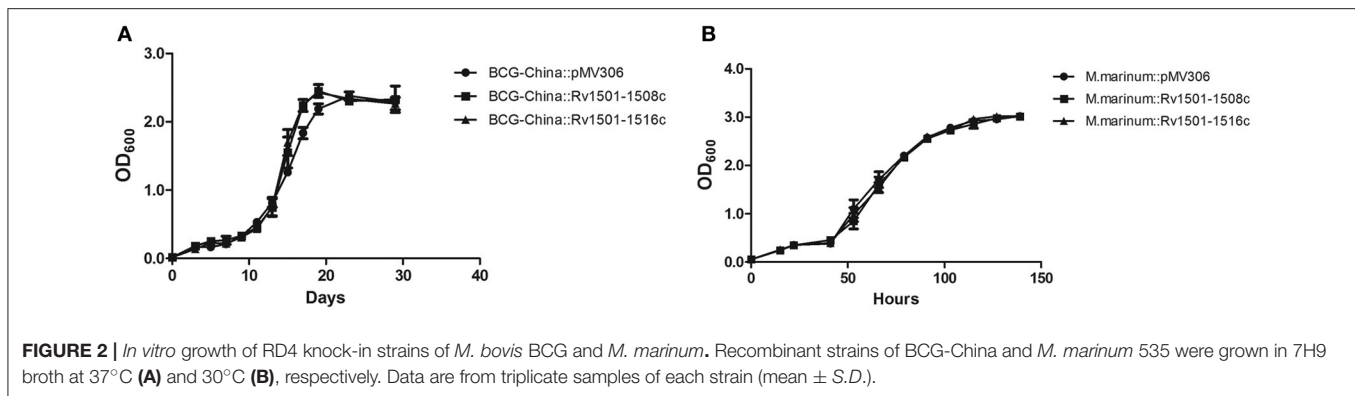 A
3.0
2.0
1.0
0.0
OD600
0
10
20
30
40
Days
BCG-China::pMV306
BCG-China::Rv1501-1508c
BCG-China::Rv1501-1516c
B
4.0
3.0
2.0
1.0
0.0
OD600
0
50
100
150
Hours
M.marinum::pMV306
M.marinum::Rv1501-1508c
M.marinum::Rv1501-1516c
FIGURE 2 | In vitro growth of RD4 knock-in strains of M. bovis BCG and M. marinum. Recombinant strains of BCG-China and M. marinum 535 were grown in 7H9
broth at 37°C (A) and 30°C (B), respectively. Data are from triplicate samples of each strain (mean ± S.D.).